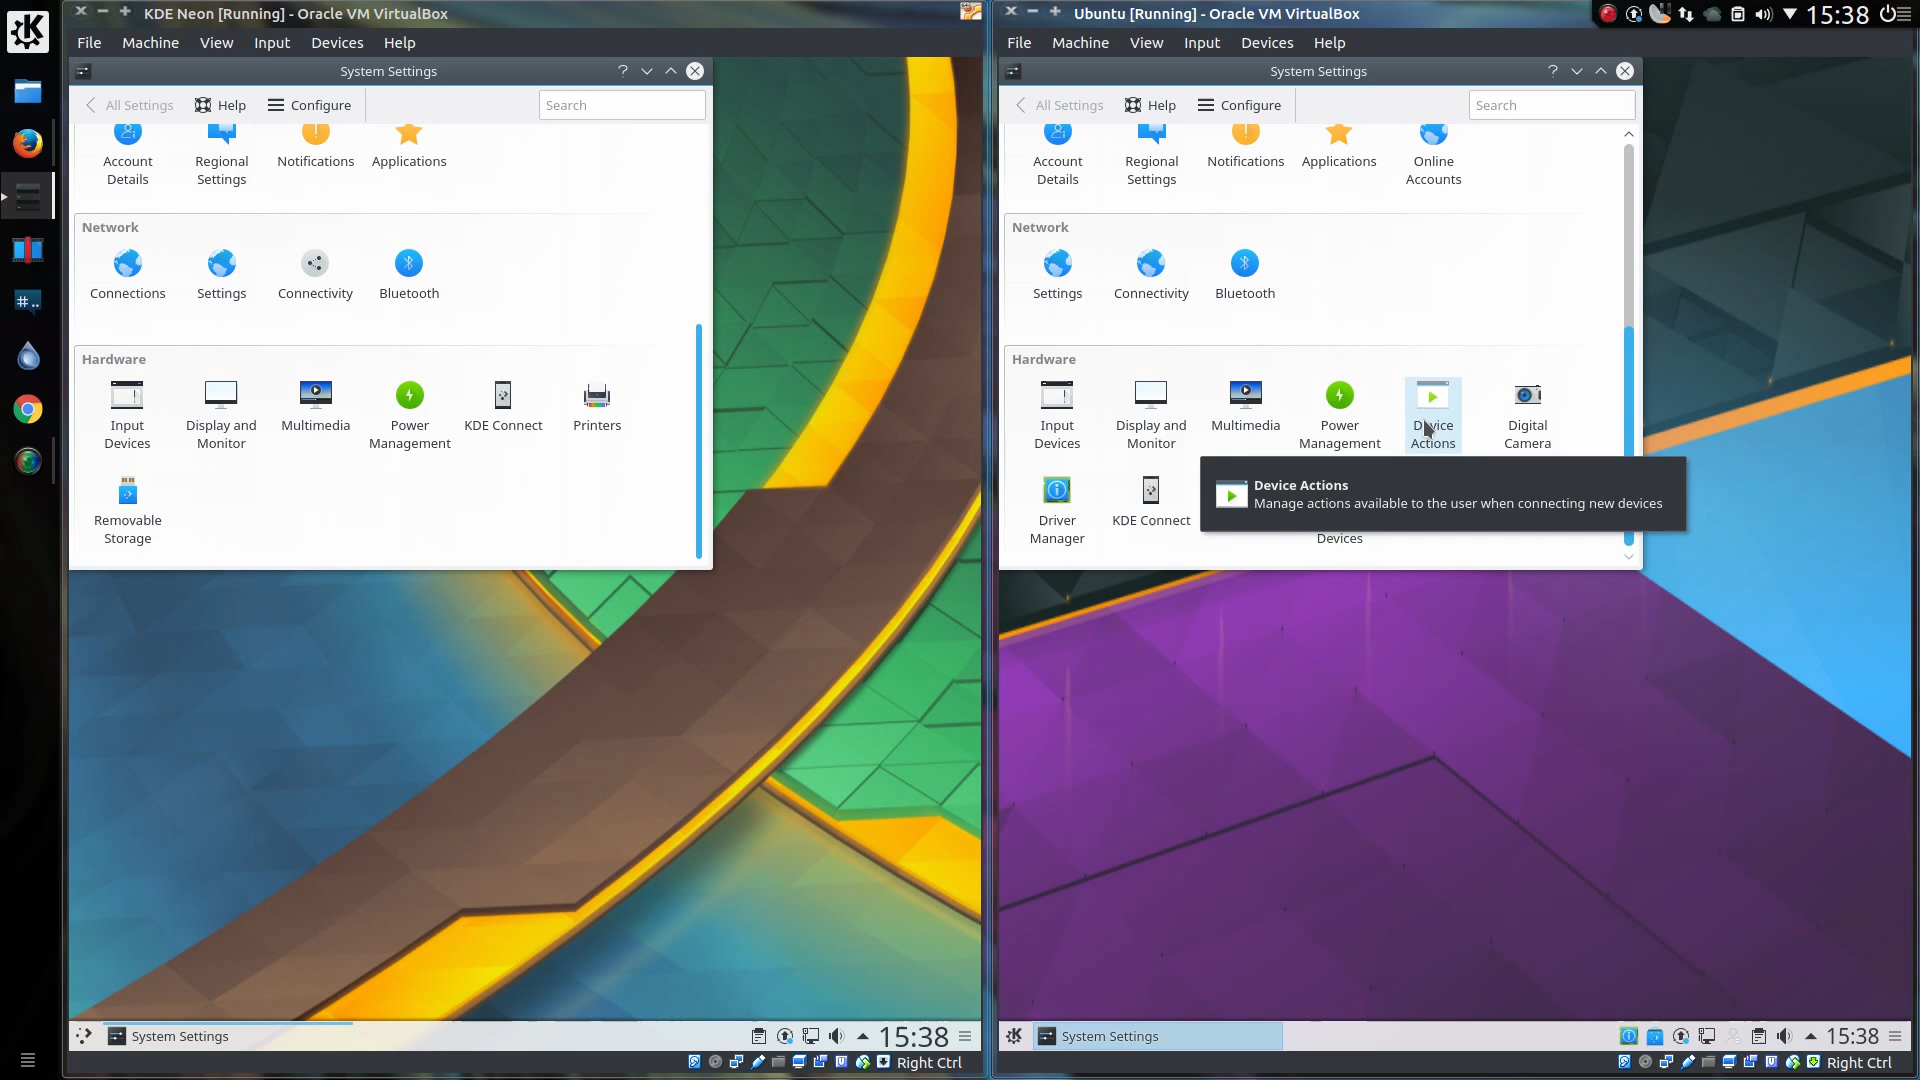 KDE Neon [Running] - Oracle VM VirtualBox
File Machine View Input Devices Help
System Settings
All Settings Help Configure Search
Account Details
Regional Settings
Notifications
Applications
Network
Connections
Settings
Connectivity
Bluetooth
Hardware
Input Devices
Display and Monitor
Multimedia
Power Management
KDE Connect
Printers
Removable Storage
System Settings
15:38
Right Ctrl
Ubuntu [Running] - Oracle VM VirtualBox
15:38
File Machine View Input Devices Help
System Settings
All Settings Help Configure Search
Account Details
Regional Settings
Notifications
Applications
Online Accounts
Network
Settings
Connectivity
Bluetooth
Hardware
Input Devices
Display and Monitor
Multimedia
Power Management
Device Actions
Digital Camera
Driver Manager
KDE Connect
Devices
Device Actions
Manage actions available to the user when connecting new devices
System Settings
15:38
Right Ctrl